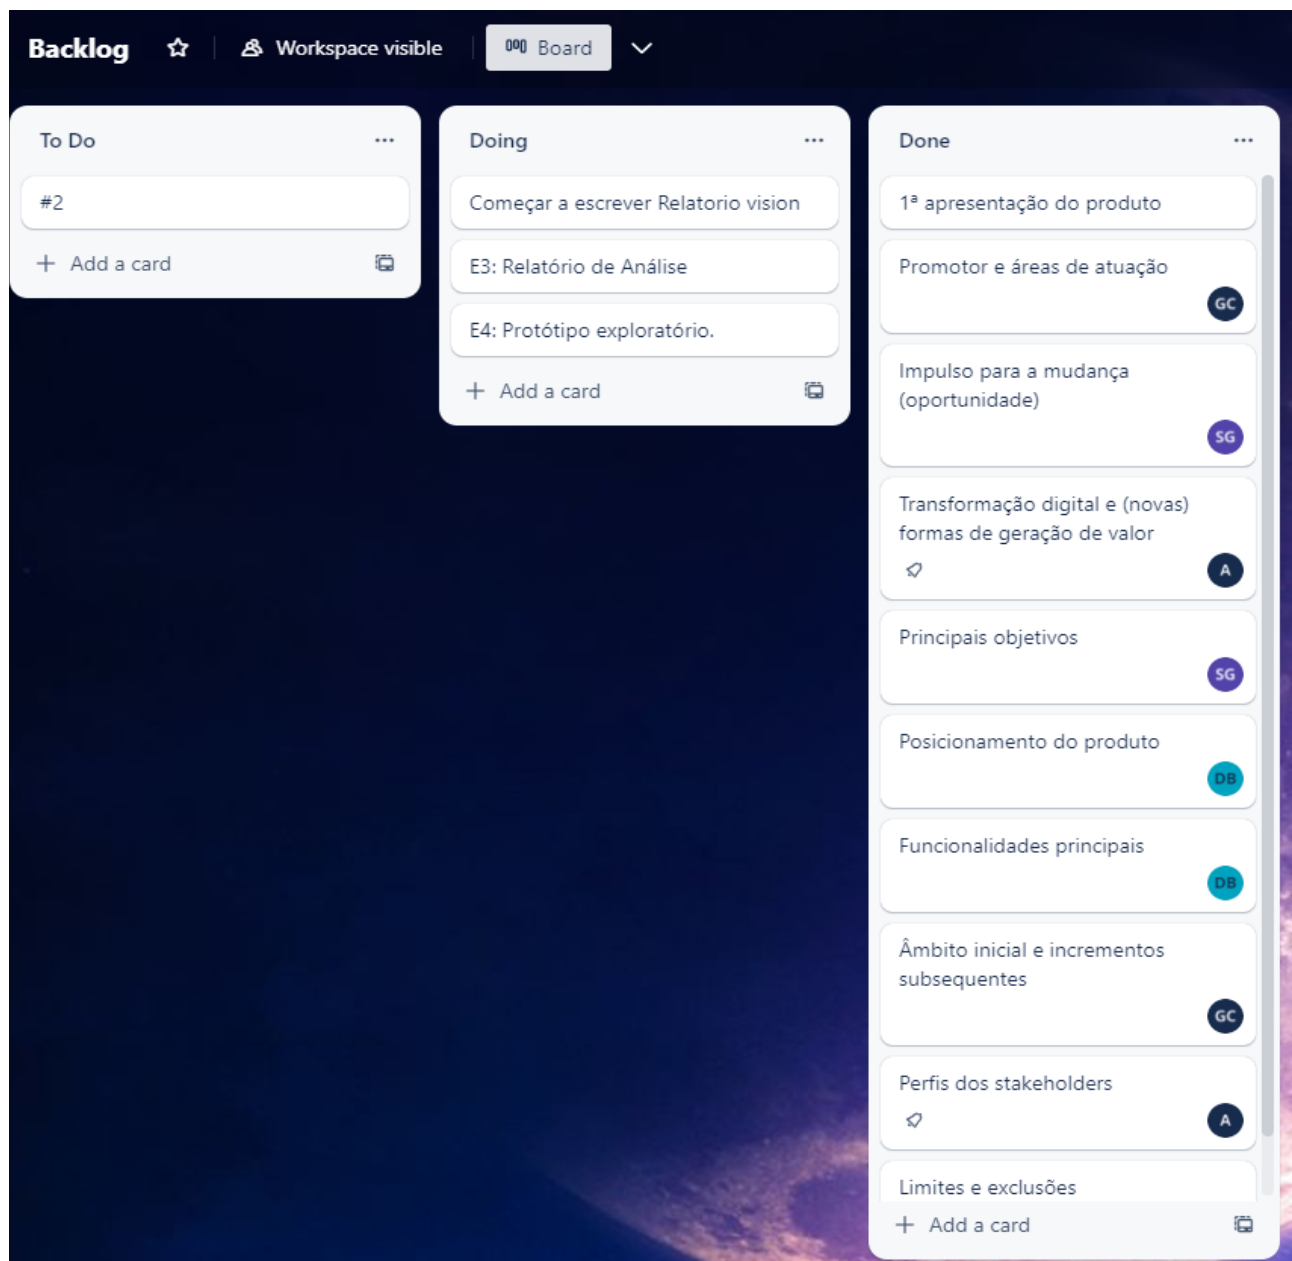 Backlog
Workspace visible
Board
To Do
#2
Add a card
Doing
Começar a escrever Relatorio vision
E3: Relatório de Análise
E4: Protótipo exploratório.
Add a card
Done
1ª apresentação do produto
Promotor e áreas de atuação
GC
Impulso para a mudança
(oportunidade)
SG
Transformação digital e (novas)
formas de geração de valor
A
Principais objetivos
SG
Posicionamento do produto
DB
Funcionalidades principais
DB
Âmbito inicial e incrementos
subsequentes
GC
Perfis dos stakeholders
A
Limites e exclusões
Add a card